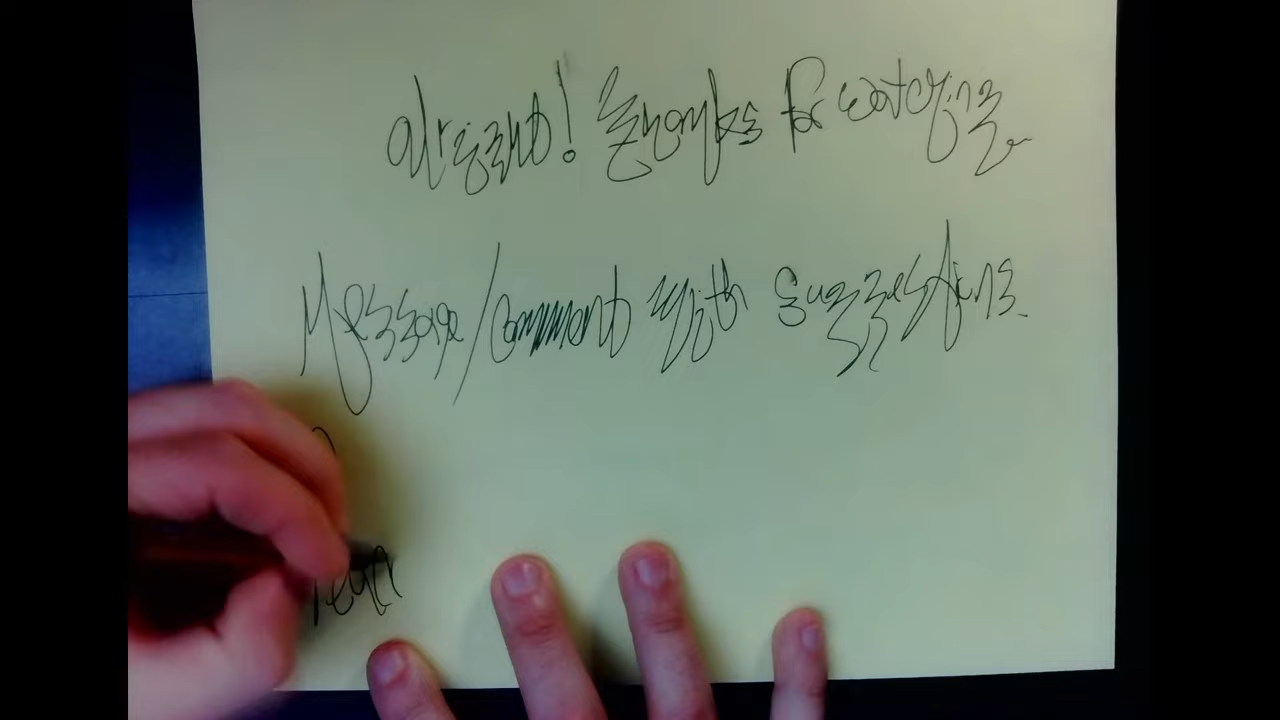 alright! Thanks for watching
Message/comment with suggestions.